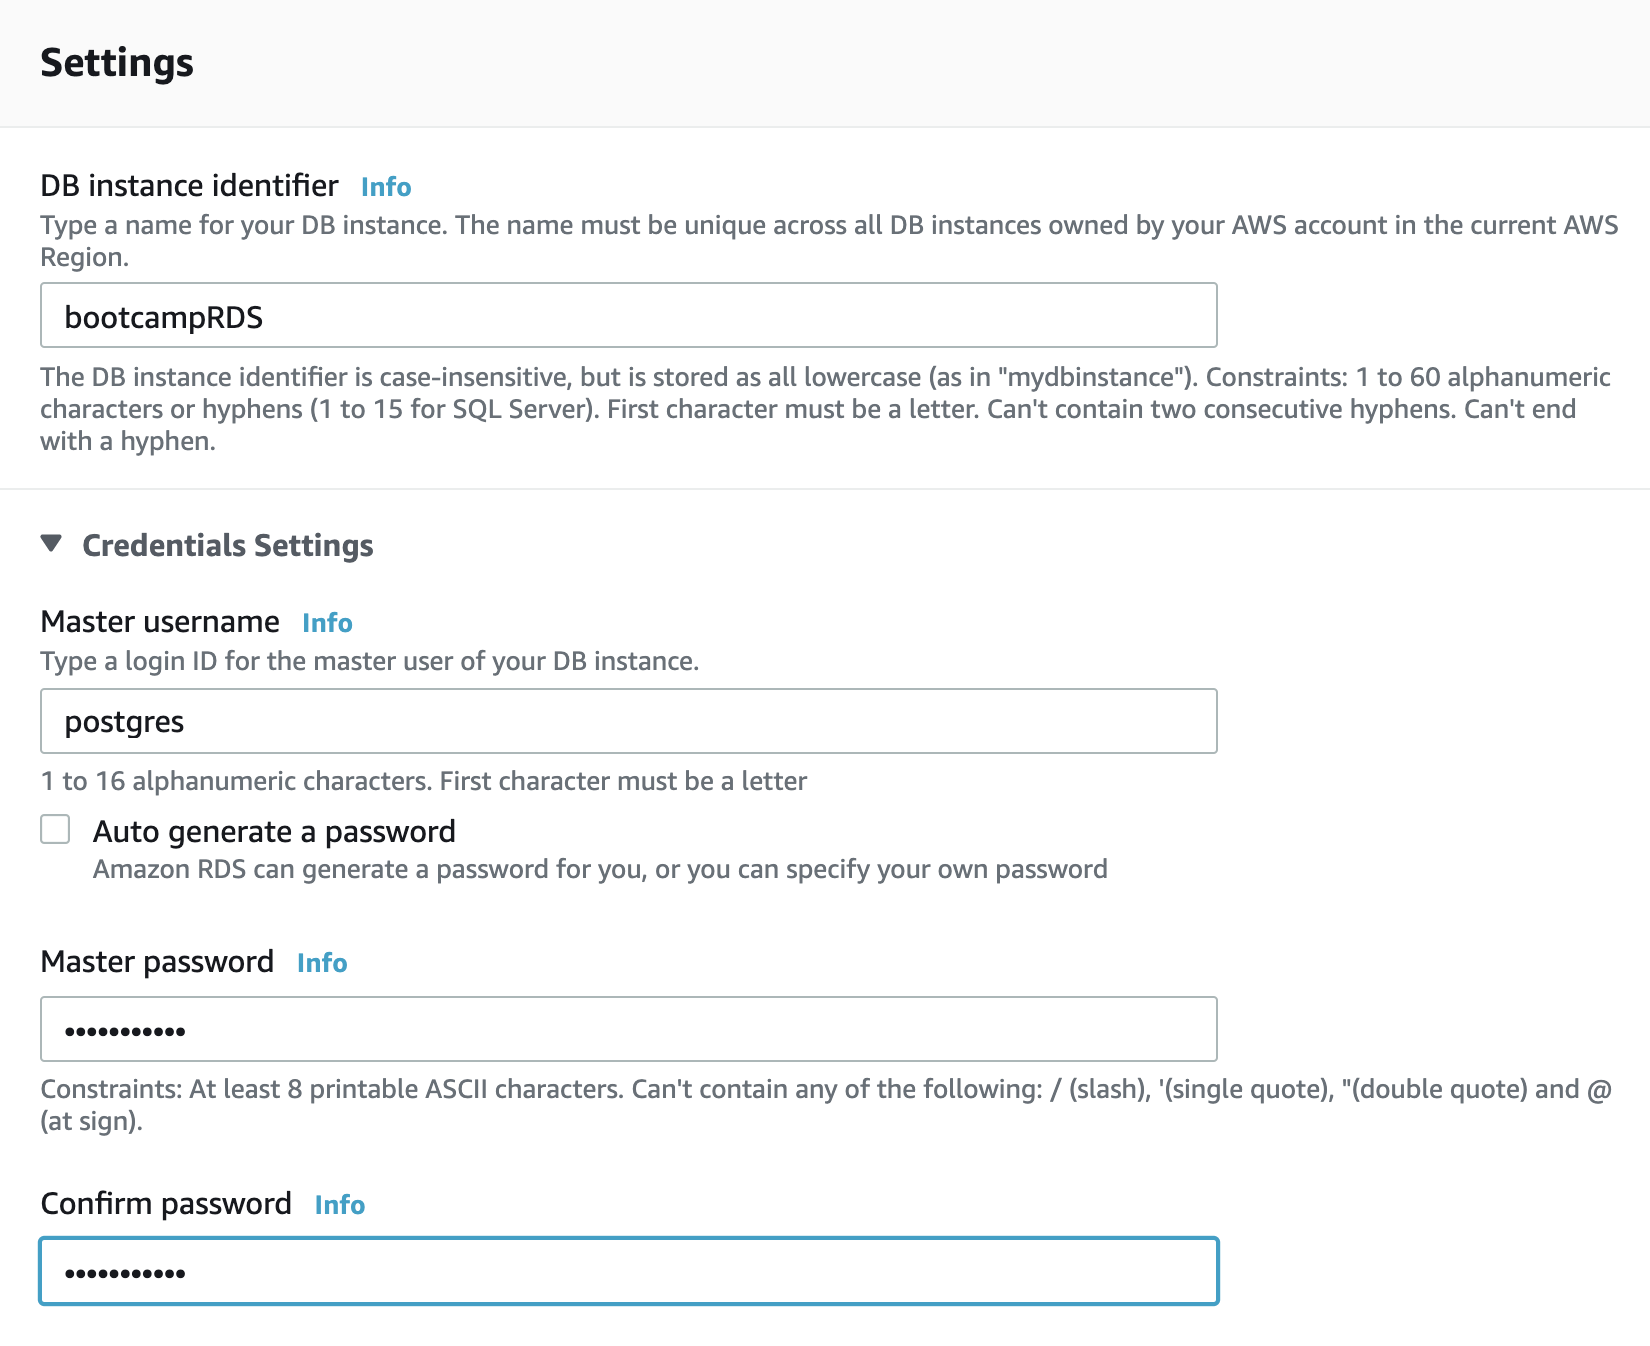 Settings
DB instance identifier Info
Type a name for your DB instance. The name must be unique across all DB instances owned by your AWS account in the current AWS
Region.
bootcampRDS
The DB instance identifier is case-insensitive, but is stored as all lowercase (as in "mydbinstance"). Constraints: 1 to 60 alphanumeric
characters or hyphens (1 to 15 for SQL Server). First character must be a letter. Can't contain two consecutive hyphens. Can't end
with a hyphen.
Credentials Settings
Master username Info
Type a login ID for the master user of your DB instance.
postgres
1 to 16 alphanumeric characters. First character must be a letter
Auto generate a password
Amazon RDS can generate a password for you, or you can specify your own password
Master password Info
•••••••••••
Constraints: At least 8 printable ASCII characters. Can't contain any of the following: / (slash), '(single quote), "(double quote) and @
(at sign).
Confirm password Info
•••••••••••